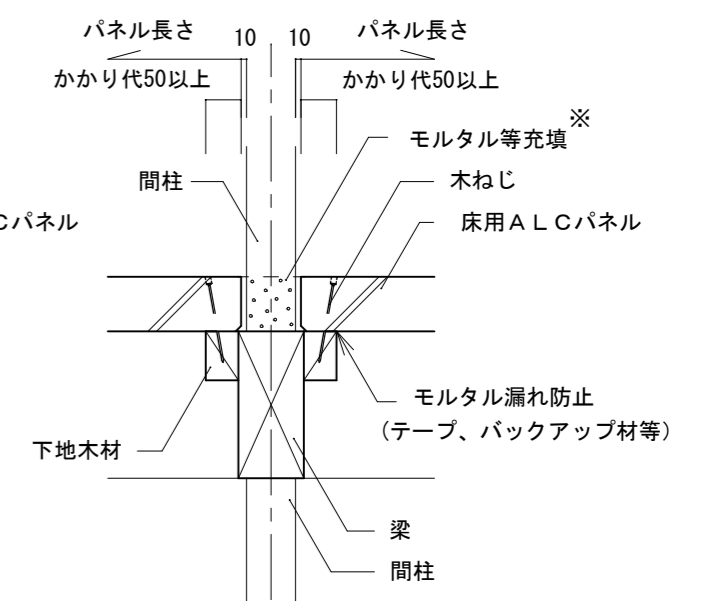 パネル長さ 10 10 パネル長さ
かかり代50以上 かかり代50以上
モルタル等充填※
間柱 木ねじ
Cパネル 床用ALCパネル
モルタル漏れ防止
(テープ、バックアップ材等)
下地木材
梁
間柱